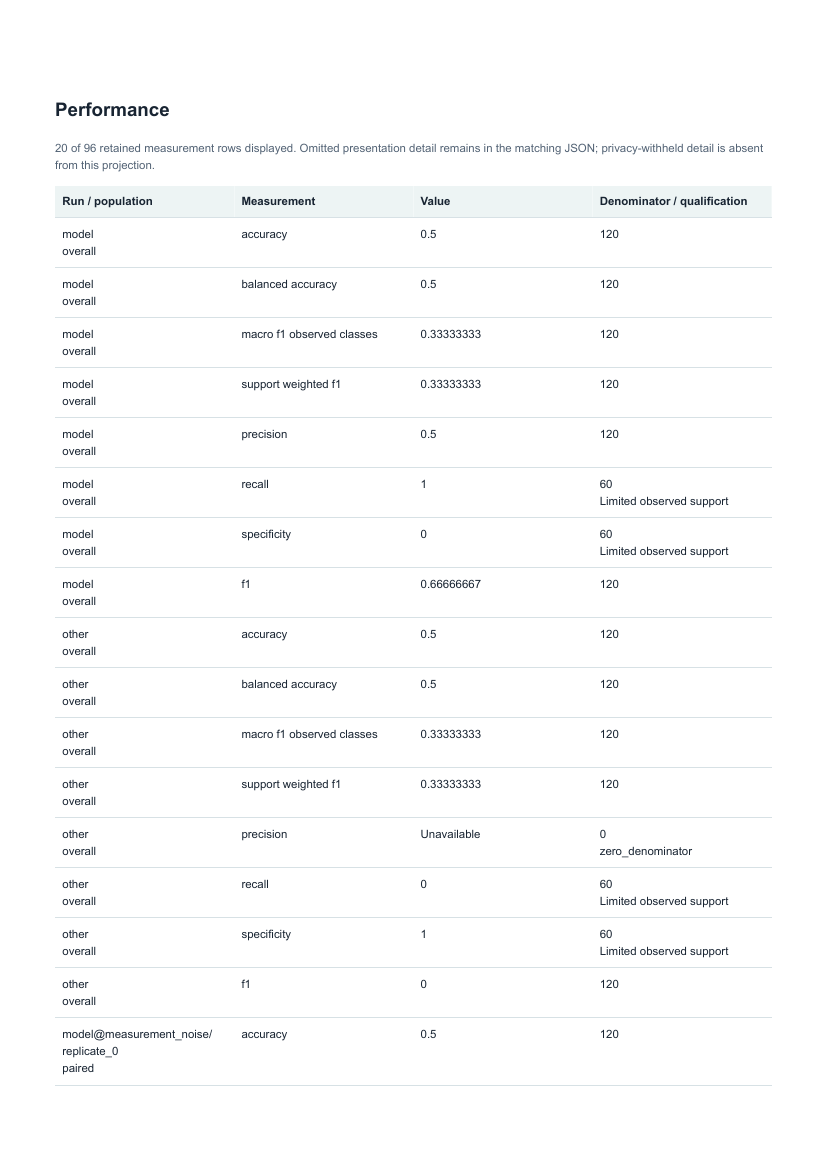 Performance
20 of 96 retained measurement rows displayed. Omitted presentation detail remains in the matching JSON; privacy-withheld detail is absent
from this projection.
Run / population Measurement Value Denominator / qualification
model accuracy 0.5 120
overall
model balanced accuracy 0.5 120
overall
model macro f1 observed classes 0.33333333 120
overall
model support weighted f1 0.33333333 120
overall
model precision 0.5 120
overall
model recall 1 60
overall Limited observed support
model specificity 0 60
overall Limited observed support
model f1 0.66666667 120
overall
other accuracy 0.5 120
overall
other balanced accuracy 0.5 120
overall
other macro f1 observed classes 0.33333333 120
overall
other support weighted f1 0.33333333 120
overall
other precision Unavailable 0
overall zero_denominator
other recall 0 60
overall Limited observed support
other specificity 1 60
overall Limited observed support
other f1 0 120
overall
model@measurement_noise/ accuracy 0.5 120
replicate_0
paired